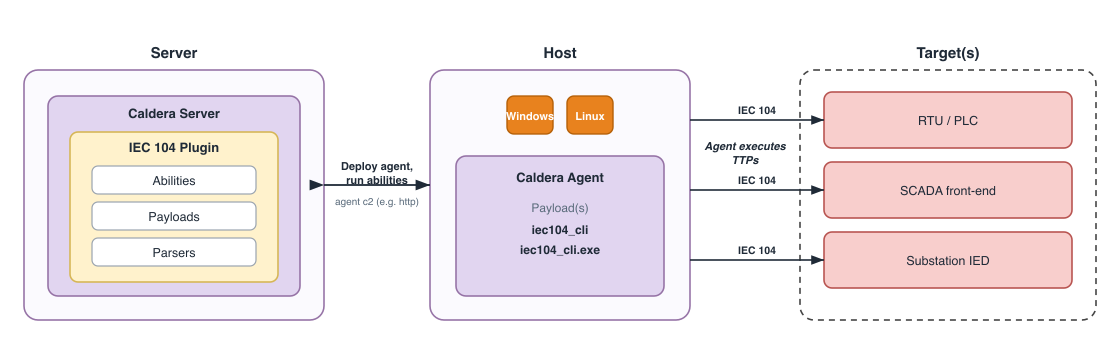 Server
Host
Target(s)
Caldera Server
IEC 104 Plugin
Abilities
Payloads
Parsers
Deploy agent,
run abilities
agent c2 (e.g. http)
Windows
Linux
Caldera Agent
Payload(s)
iec104_cli
iec104_cli.exe
IEC 104
Agent executes
TTPs
IEC 104
IEC 104
RTU / PLC
SCADA front-end
Substation IED